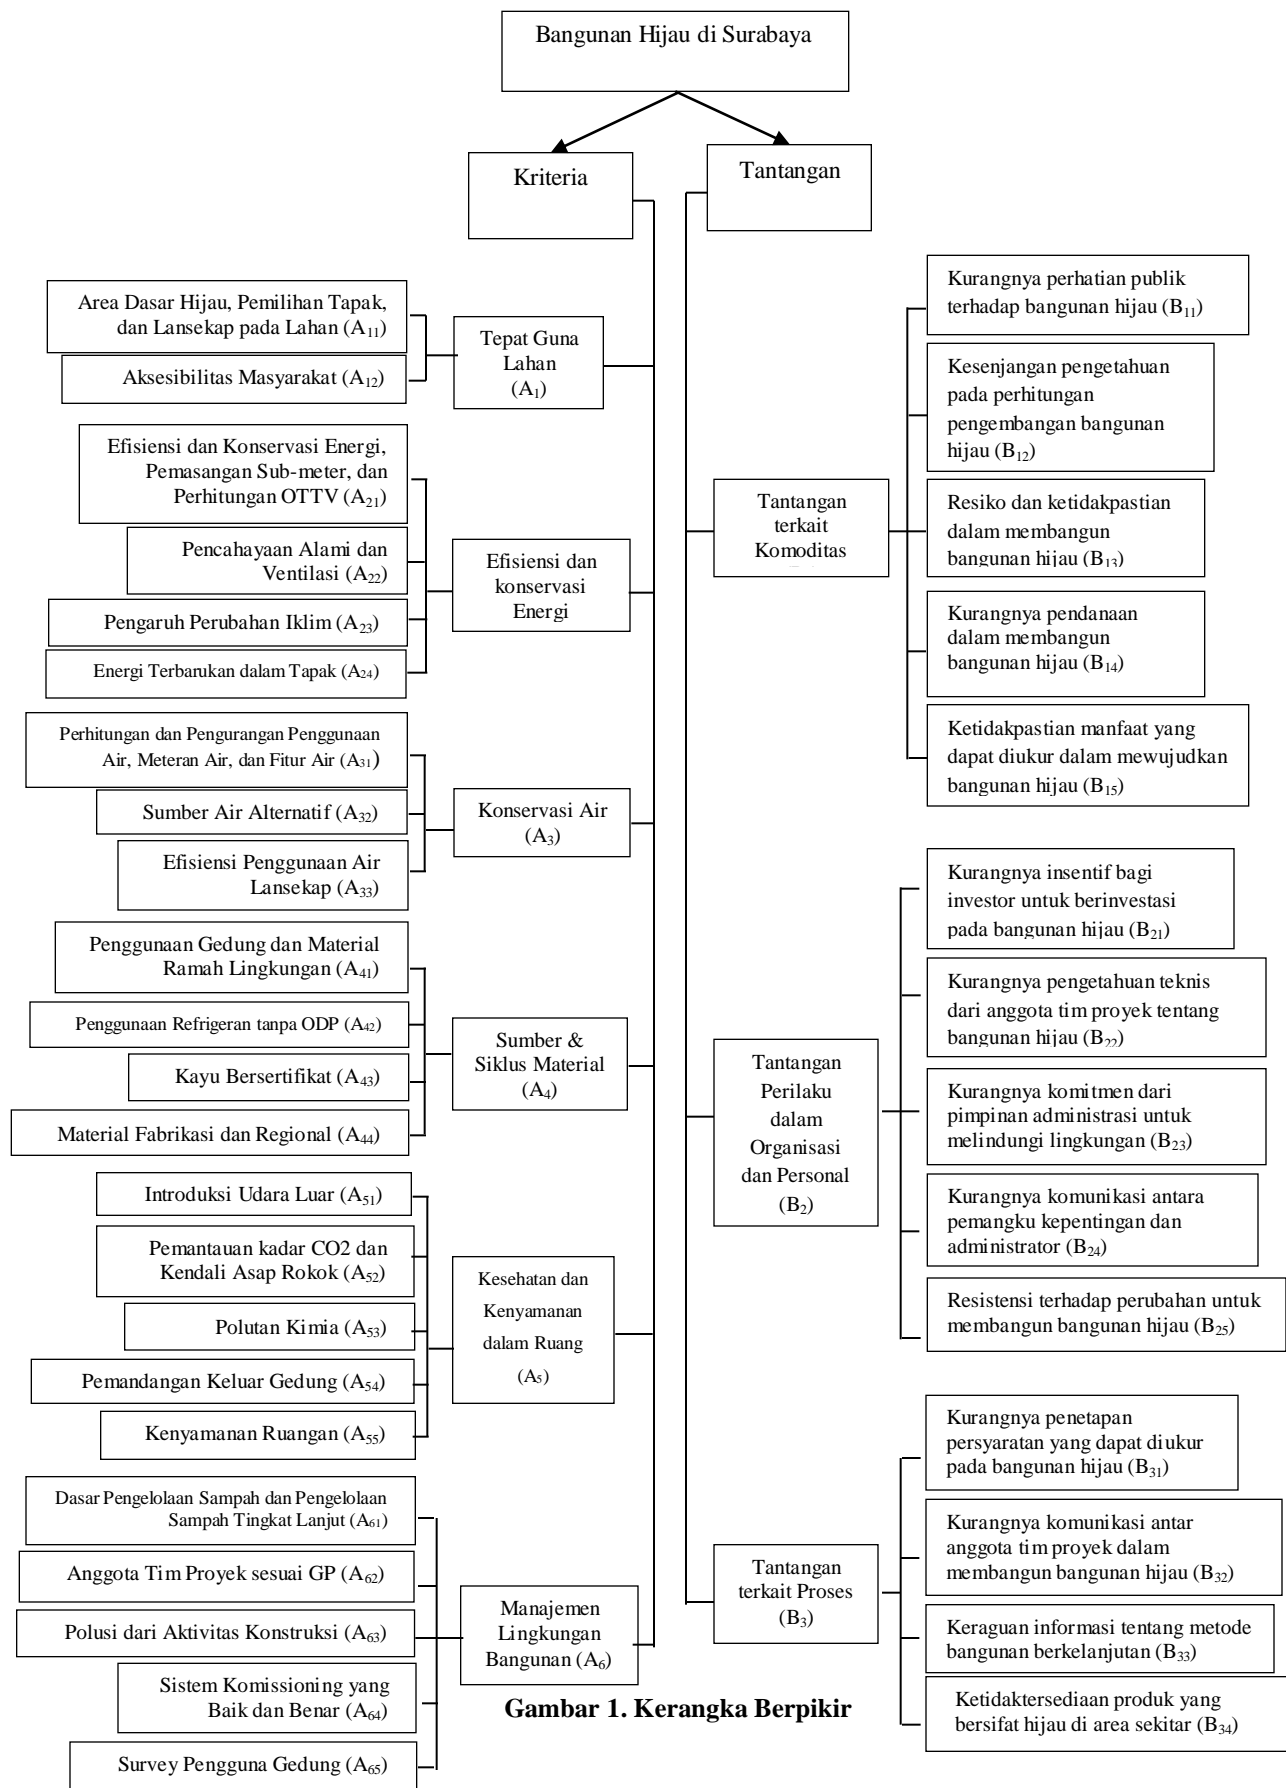 Bangunan Hijau di Surabaya
Kriteria
Tantangan
Area Dasar Hijau, Pemilihan Tapak,
dan Lansekap pada Lahan (A₁₁)
Aksesibilitas Masyarakat (A₁₂)
Tepat Guna
Lahan
(A₁)
Efisiensi dan Konservasi Energi,
Pemasangan Sub-meter, dan
Perhitungan OTTV (A₂₁)
Pencahayaan Alami dan
Ventilasi (A₂₂)
Pengaruh Perubahan Iklim (A₂₃)
Energi Terbarukan dalam Tapak (A₂₄)
Efisiensi dan
konservasi
Energi
Perhitungan dan Pengurangan Penggunaan
Air, Meteran Air, dan Fitur Air (A₃₁)
Sumber Air Alternatif (A₃₂)
Efisiensi Penggunaan Air
Lansekap (A₃₃)
Konservasi Air
(A₃)
Penggunaan Gedung dan Material
Ramah Lingkungan (A₄₁)
Penggunaan Refrigeran tanpa ODP (A₄₂)
Kayu Bersertifikat (A₄₃)
Material Fabrikasi dan Regional (A₄₄)
Sumber &
Siklus Material
(A₄)
Introduksi Udara Luar (A₅₁)
Pemantauan kadar CO2 dan
Kendali Asap Rokok (A₅₂)
Polutan Kimia (A₅₃)
Pemandangan Keluar Gedung (A₅₄)
Kenyamanan Ruangan (A₅₅)
Kesehatan dan
Kenyamanan
dalam Ruang
(A₅)
Dasar Pengelolaan Sampah dan Pengelolaan
Sampah Tingkat Lanjut (A₆₁)
Anggota Tim Proyek sesuai GP (A₆₂)
Polusi dari Aktivitas Konstruksi (A₆₃)
Sistem Komissioning yang
Baik dan Benar (A₆₄)
Survey Pengguna Gedung (A₆₅)
Manajemen
Lingkungan
Bangunan (A₆)
Tantangan
terkait
Komoditas
Kurangnya perhatian publik
terhadap bangunan hijau (B₁₁)
Kesenjangan pengetahuan
pada perhitungan
pengembangan bangunan
hijau (B₁₂)
Resiko dan ketidakpastian
dalam membangun
bangunan hijau (B₁₃)
Kurangnya pendanaan
dalam membangun
bangunan hijau (B₁₄)
Ketidakpastian manfaat yang
dapat diukur dalam mewujudkan
bangunan hijau (B₁₅)
Tantangan
Perilaku
dalam
Organisasi
dan Personal
(B₂)
Kurangnya insentif bagi
investor untuk berinvestasi
pada bangunan hijau (B₂₁)
Kurangnya pengetahuan teknis
dari anggota tim proyek tentang
bangunan hijau (B₂₂)
Kurangnya komitmen dari
pimpinan administrasi untuk
melindungi lingkungan (B₂₃)
Kurangnya komunikasi antara
pemangku kepentingan dan
administrator (B₂₄)
Resistensi terhadap perubahan untuk
membangun bangunan hijau (B₂₅)
Tantangan
terkait Proses
(B₃)
Kurangnya penetapan
persyaratan yang dapat diukur
pada bangunan hijau (B₃₁)
Kurangnya komunikasi antar
anggota tim proyek dalam
membangun bangunan hijau (B₃₂)
Keraguan informasi tentang metode
bangunan berkelanjutan (B₃₃)
Ketidaktersediaan produk yang
bersifat hijau di area sekitar (B₃₄)
Gambar 1. Kerangka Berpikir